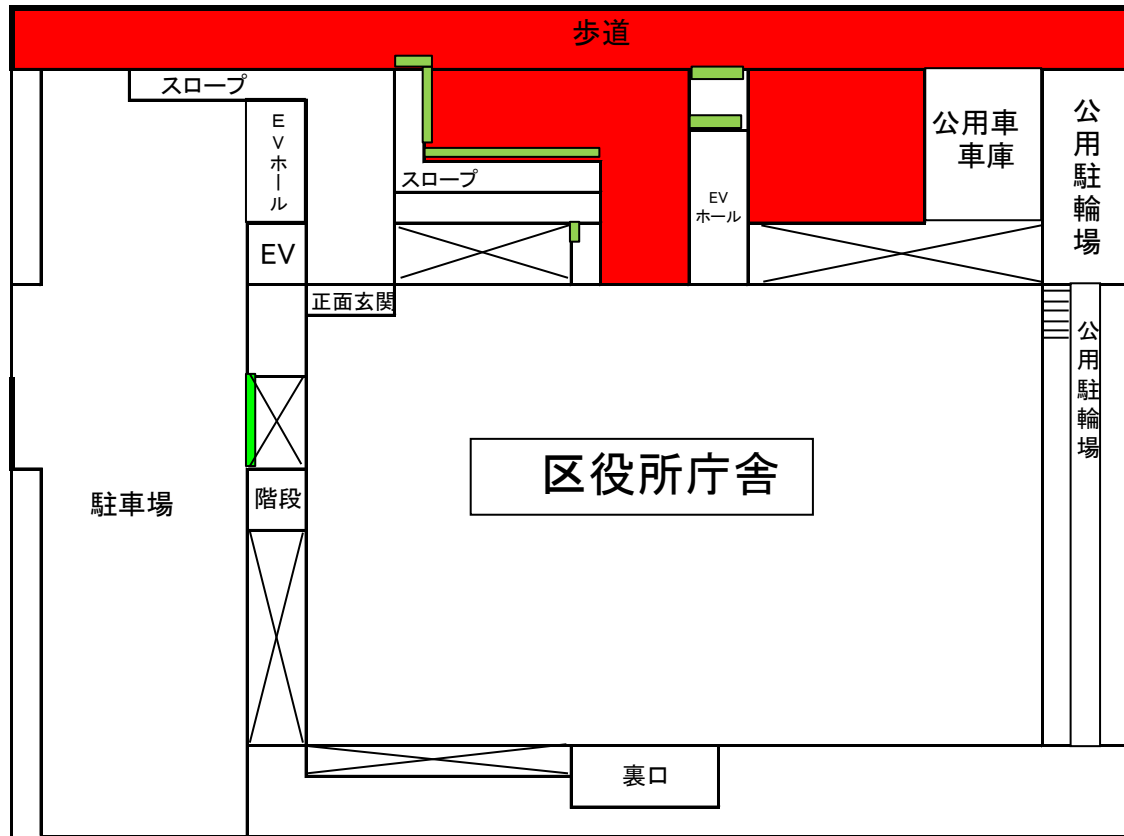 歩道
スロープ
EVホール
EV
公用車
車庫
公用駐輪場
スロープ
EV
ホール
正面玄関
公用駐輪場
区役所庁舎
駐車場
階段
裏口